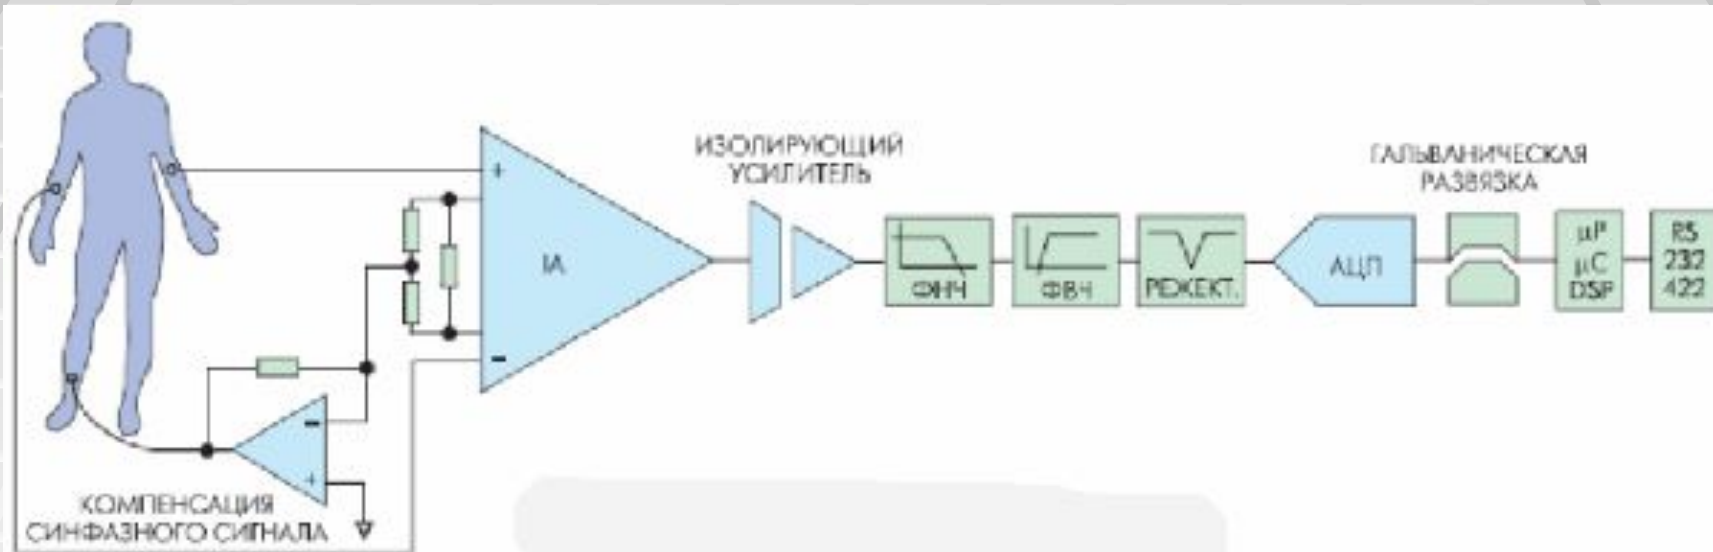 ИЗОЛИРУЮЩИЙ
УСИЛИТЕЛЬ
ГАЛЬВАНИЧЕСКАЯ
РАЗВЯЗКА
+
IA
-
ФНЧ
ФВЧ
РЕЖЕКТ.
АЦП
μP
μC
DSP
RS
232
422
-
+
КОМПЕНСАЦИЯ
СИНФАЗНОГО СИГНАЛА